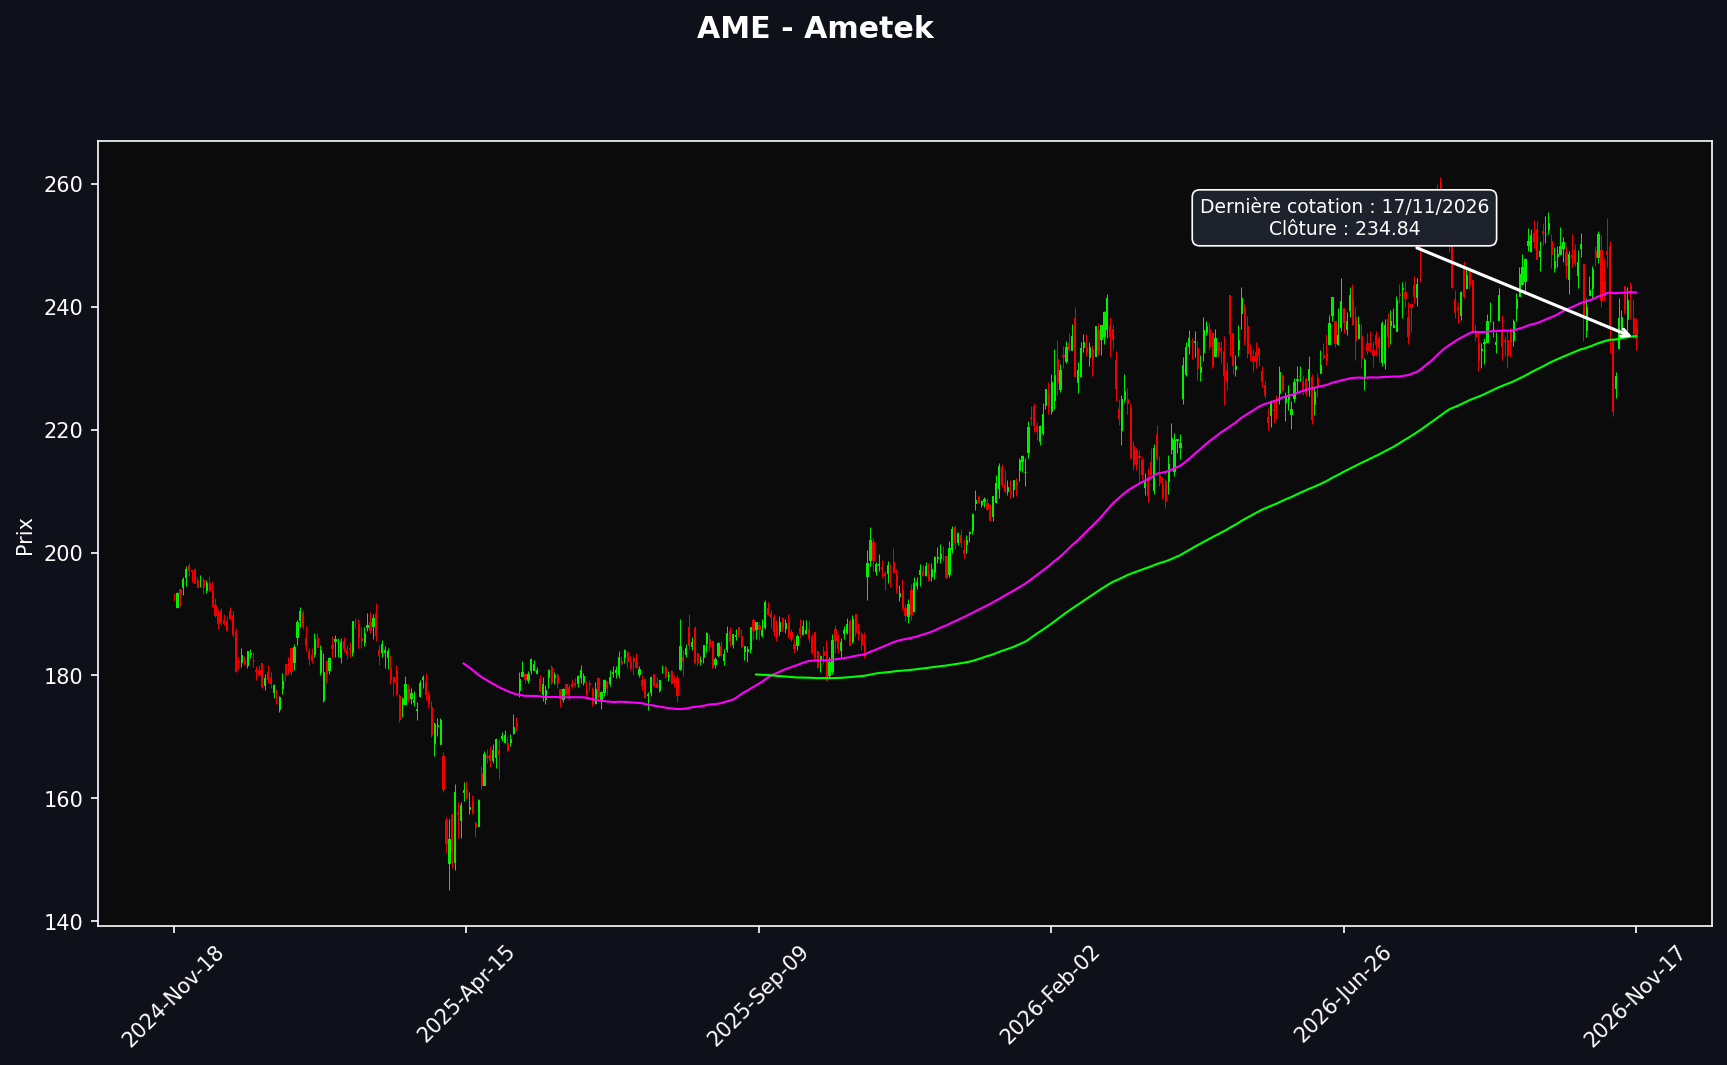 AME - Ametek
260
240
220
200
180
160
140
Prix
Dernière cotation : 17/11/2026
Clôture : 234.84
2024-Nov-18
2025-Apr-15
2025-Sep-09
2026-Feb-02
2026-Jun-26
2026-Nov-17